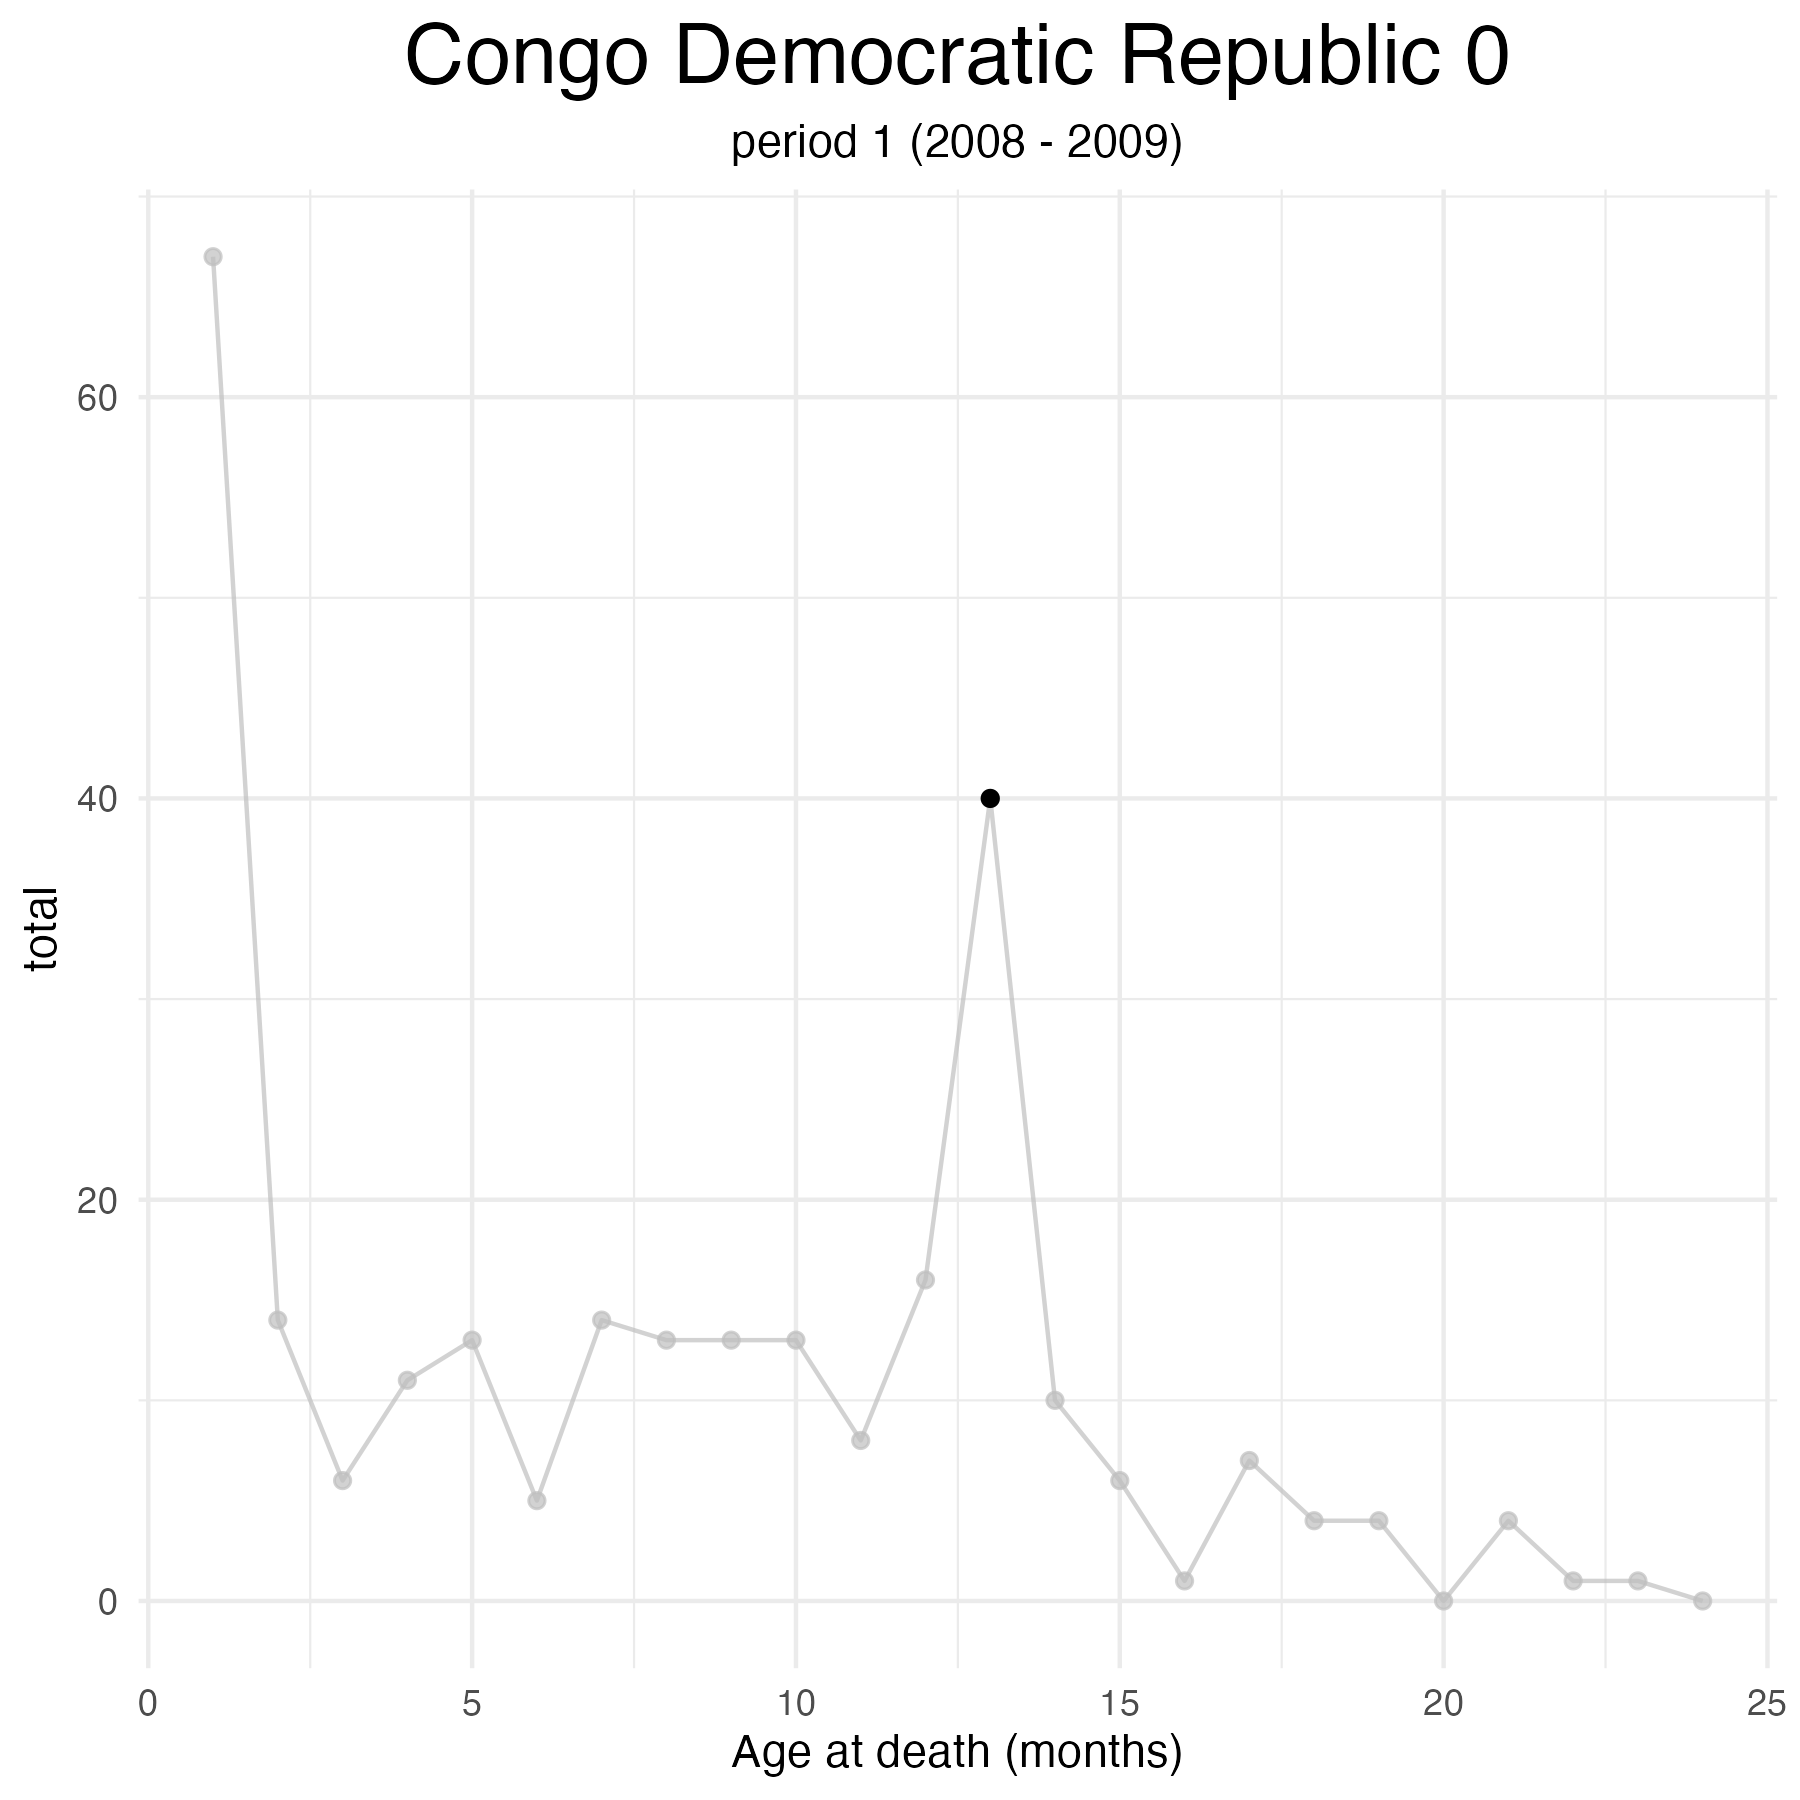 Congo Democratic Republic 0
period 1 (2008 - 2009)
60
40
20
0
total
0 5 10 15 20 25
Age at death (months)